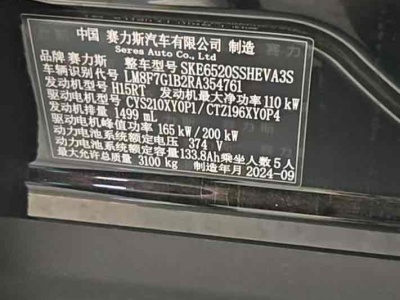 中国 赛力斯汽车有限公司 制造
Seres Auto Co., Ltd.
品牌 赛力斯 整车型号 SKE6520SSHEVA3S
车辆识别代号 LM8F7G1B2RA354761
发动机型号 H15RT 发动机最大净功率 110 kW
驱动电机型号 CYS210XY0P1/CTZ196XY0P4
发动机排量 1499 mL
驱动电机峰值功率 165 kW/200 kW
动力电池系统额定电压 374 V
动力电池系统额定容量 133.8Ah 乘坐人数 5人
最大允许总质量 3100 kg 制造年月 2024-09